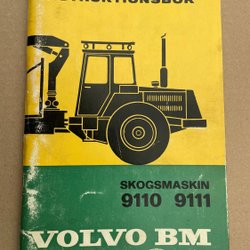 INSTRUKTIONSBOK
SKOGSMASKIN
9110 9111
VOLVO BM